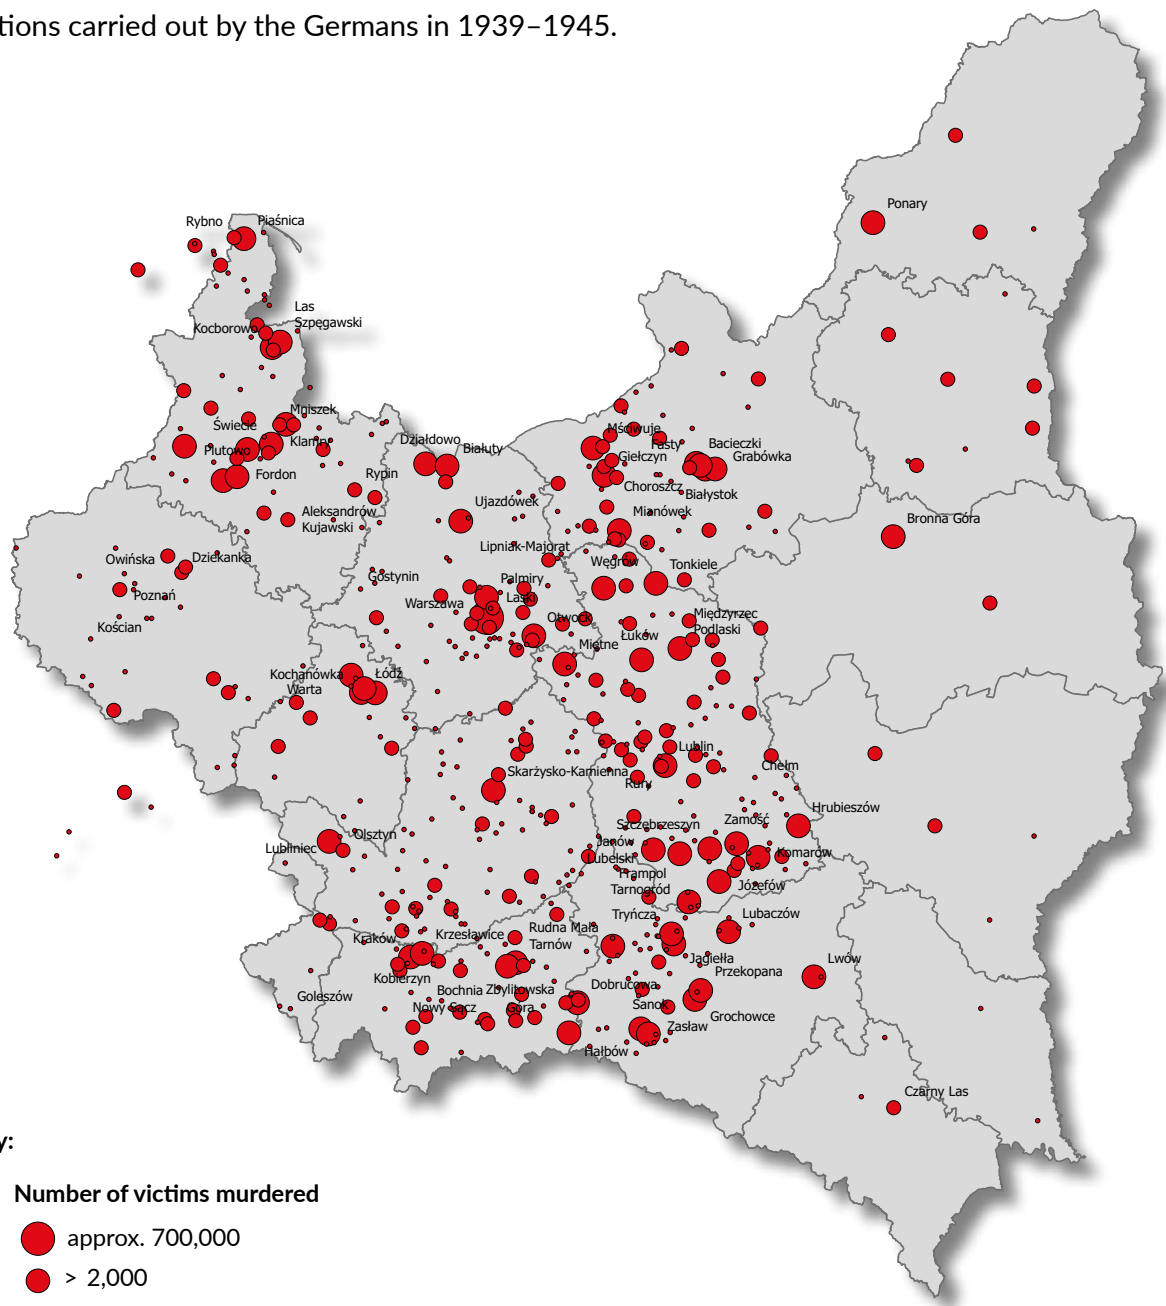 tions carried out by the Germans in 1939–1945.
Ponary
Rybno
Piaśnica
Las
Szpęgawski
Kocborowo
Mniszek
Świecie
Klamry
Plutowo
Fordon
Działdowo
Białuty
Rypin
Aleksandrów
Kujawski
Ujazdówek
Mściwuje
Fasty
Bacieczki
Giełczyn
Grabówka
Choroszcz
Białystok
Mianówek
Bronna Góra
Owińska
Dziekanka
Poznań
Kościan
Lipniak-Majorat
Węgrów
Tonkiele
Gostynin
Palmiry
Warszawa
Laski
Otwock
Międzyrzec
Podlaski
Łuków
Miętne
Kochanówka
Łódź
Warta
Lublin
Chełm
Skarżysko-Kamienna
Rury
Hrubieszów
Szczebrzeszyn
Zamość
Olsztyn
Lubliniec
Janów
Lubelski
Komarów
Frampol
Tarnogród
Józefów
Tryńcza
Lubaczów
Kraków
Krzesławice
Rudna Mała
Tarnów
Jagiełła
Lwów
Przekopana
Kobierzyn
Bochnia
Zbylitowska
Góra
Dobrucowa
Goleszów
Nowy Sącz
Sanok
Grochowce
Zasław
Hałbów
Czarny Las
y:
Number of victims murdered
approx. 700,000
> 2,000